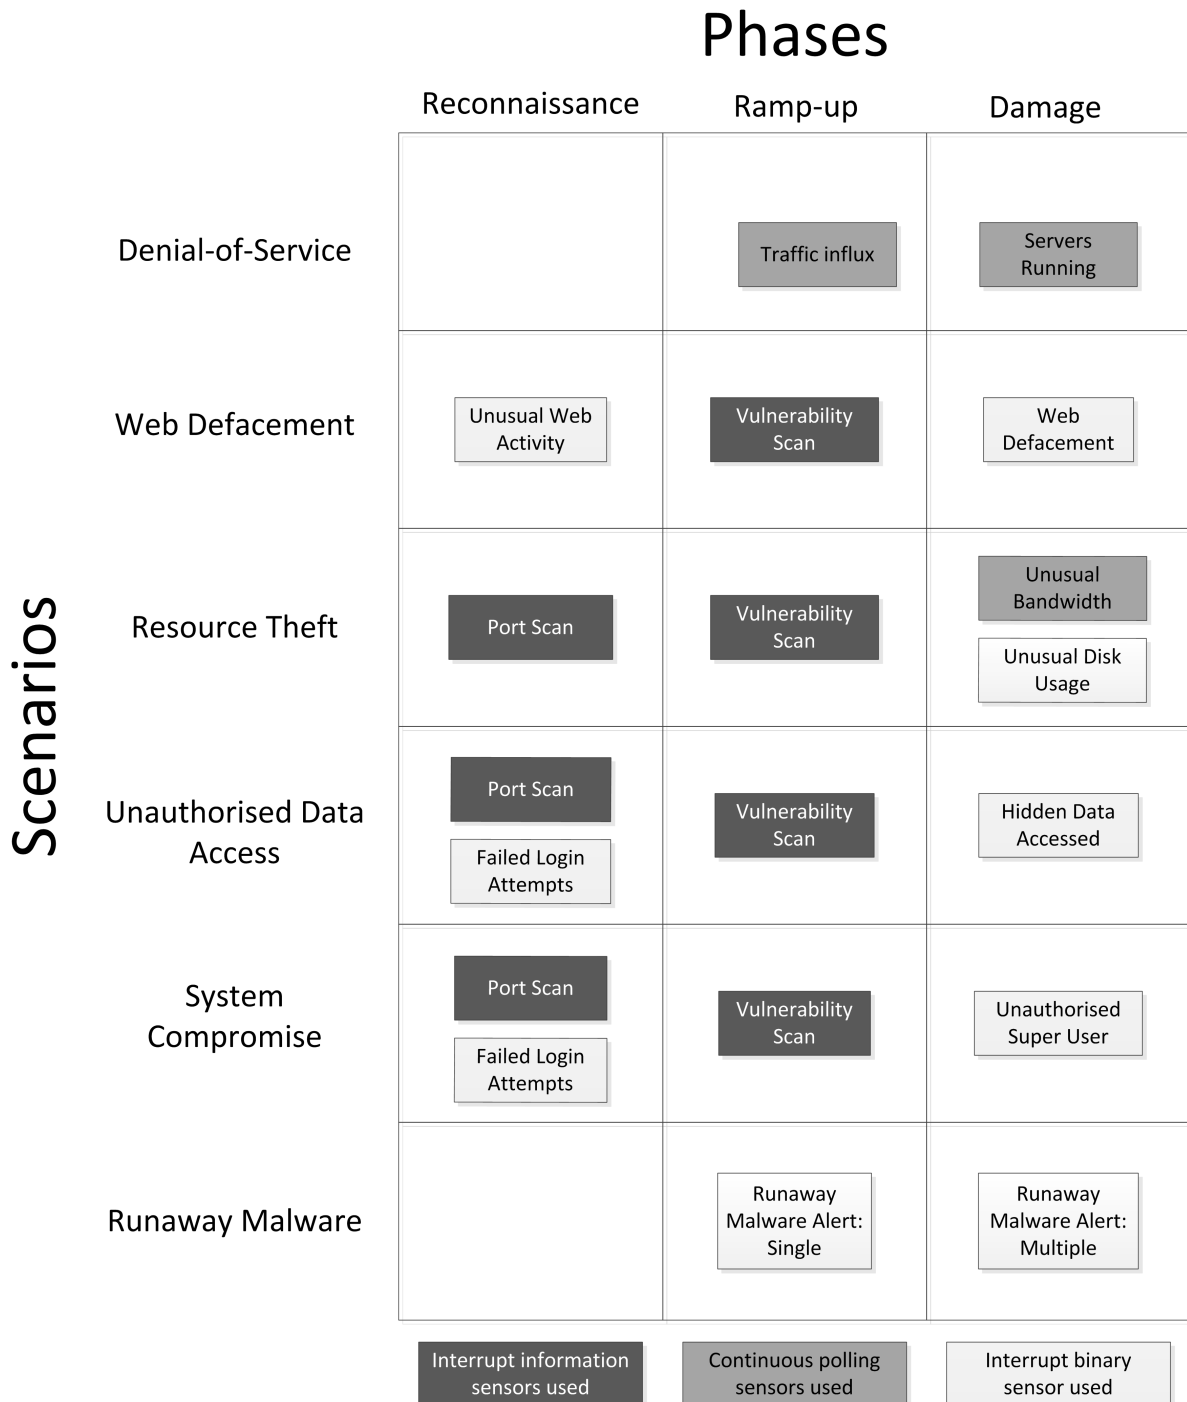 Phases
Reconnaissance
Ramp-up
Damage
Scenarios
Denial-of-Service
Traffic influx
Servers
Running
Web Defacement
Unusual Web
Activity
Vulnerability
Scan
Web
Defacement
Resource Theft
Port Scan
Vulnerability
Scan
Unusual
Bandwidth
Unusual Disk
Usage
Unauthorised Data
Access
Port Scan
Failed Login
Attempts
Vulnerability
Scan
Hidden Data
Accessed
System
Compromise
Port Scan
Failed Login
Attempts
Vulnerability
Scan
Unauthorised
Super User
Runaway Malware
Runaway
Malware Alert:
Single
Runaway
Malware Alert:
Multiple
Interrupt information
sensors used
Continuous polling
sensors used
Interrupt binary
sensor used